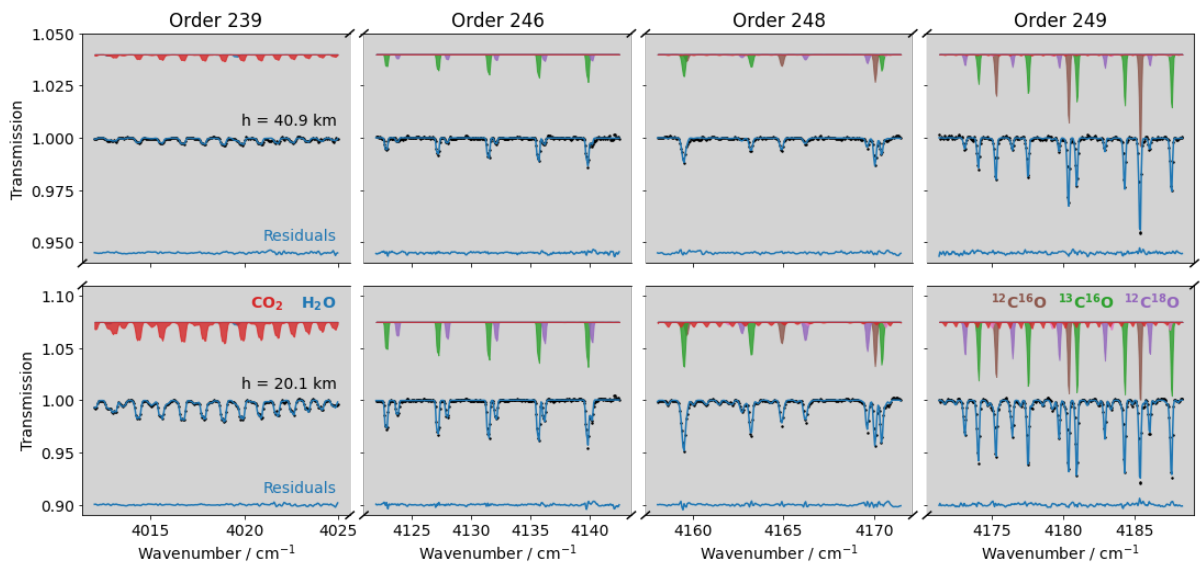 Order 239 Order 246 Order 248 Order 249
Transmission
1.050
1.025
1.000
0.975
0.950
h = 40.9 km
Residuals
Transmission
1.10
1.05
1.00
0.95
0.90
CO₂ H₂O
h = 20.1 km
Residuals
¹²C¹⁶O ¹³C¹⁶O ¹²C¹⁸O
4015 4020 4025 4125 4130 4135 4140 4160 4165 4170 4175 4180 4185
Wavenumber / cm⁻¹ Wavenumber / cm⁻¹ Wavenumber / cm⁻¹ Wavenumber / cm⁻¹